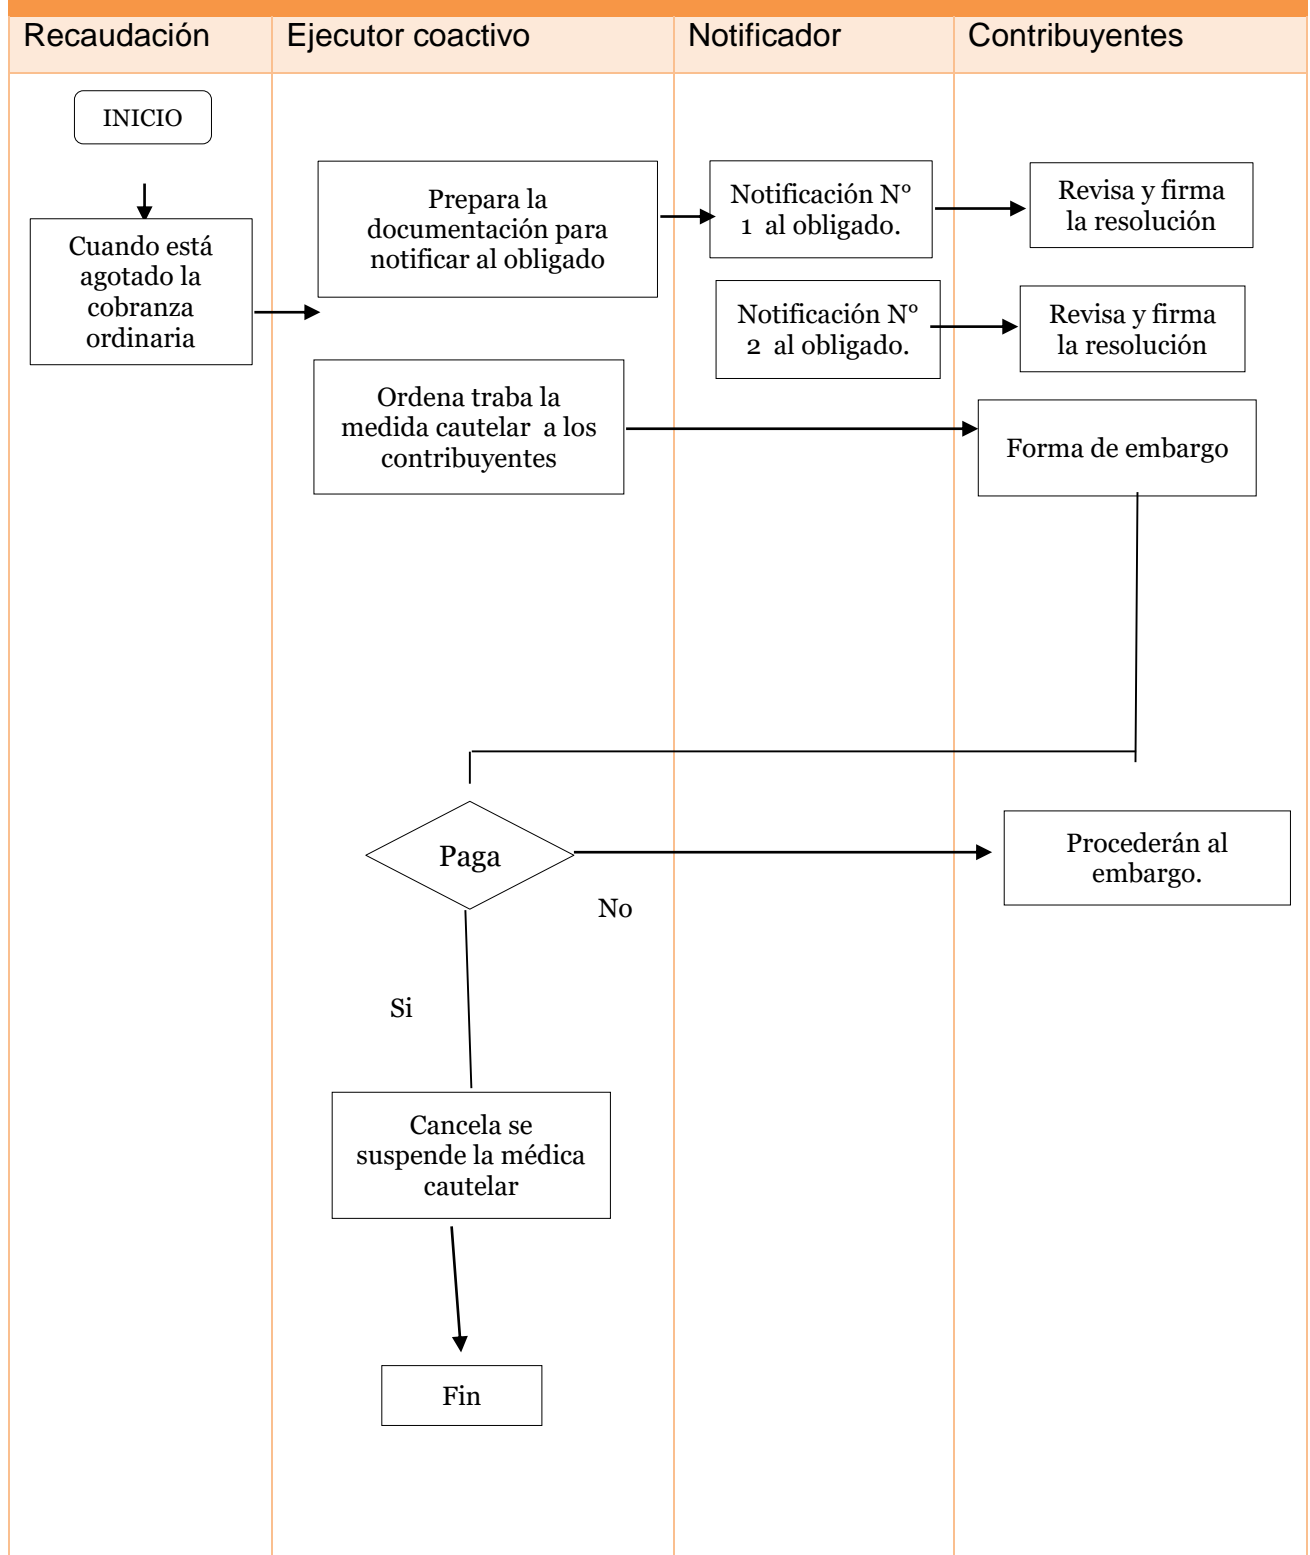 Recaudación
Ejecutor coactivo
Notificador
Contribuyentes
INICIO
Cuando está
agotado la
cobranza
ordinaria
Prepara la
documentación para
notificar al obligado
Notificación N°
1 al obligado.
Revisa y firma
la resolución
Notificación N°
2 al obligado.
Revisa y firma
la resolución
Ordena traba la
medida cautelar a los
contribuyentes
Forma de embargo
Paga
No
Procederán al
embargo.
Si
Cancela se
suspende la médica
cautelar
Fin